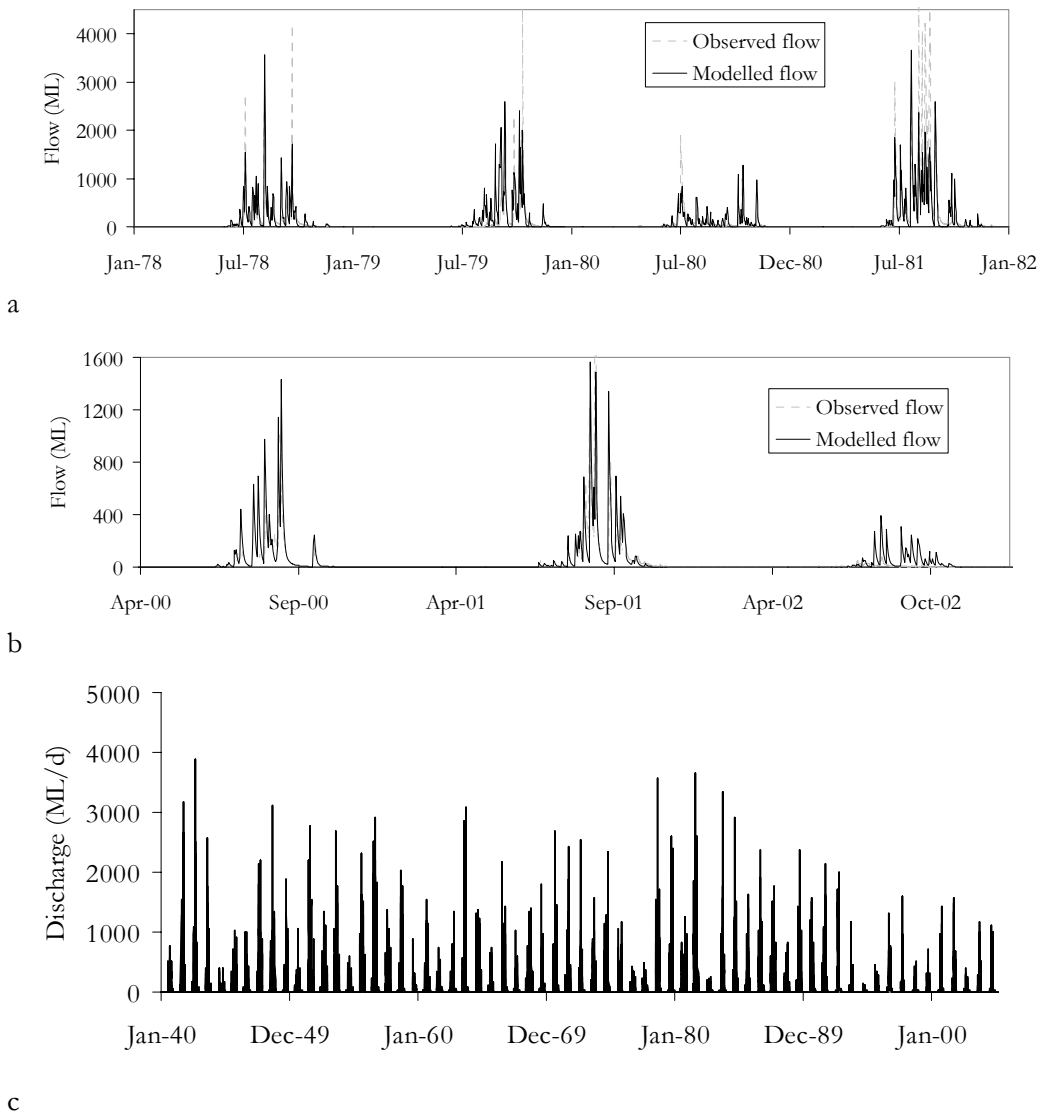 4000
3000
2000
1000
0
Flow (ML)
Observed flow
Modelled flow
Jan-78 Jul-78 Jan-79 Jul-79 Jan-80 Jul-80 Dec-80 Jul-81 Jan-82
a
1600
1200
800
400
0
Flow (ML)
Observed flow
Modelled flow
Apr-00 Sep-00 Apr-01 Sep-01 Apr-02 Oct-02
b
5000
4000
3000
2000
1000
0
Discharge (ML/d)
Jan-40 Dec-49 Jan-60 Dec-69 Jan-80 Dec-89 Jan-00
c